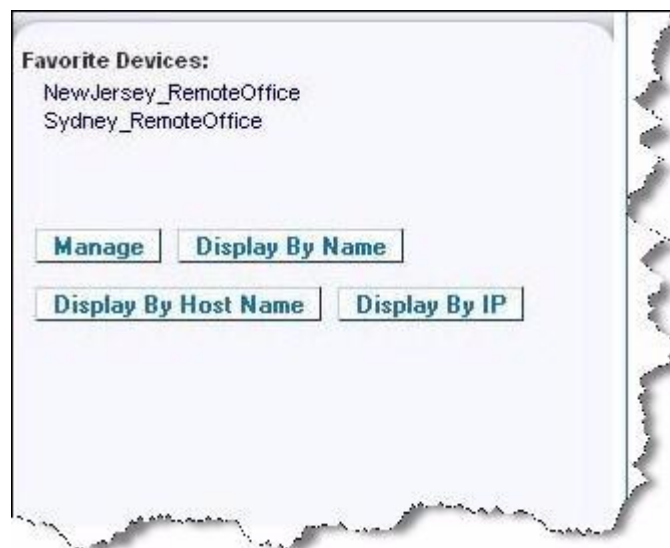 Favorite Devices:
NewJersey_RemoteOffice
Sydney_RemoteOffice
Manage Display By Name
Display By Host Name Display By IP